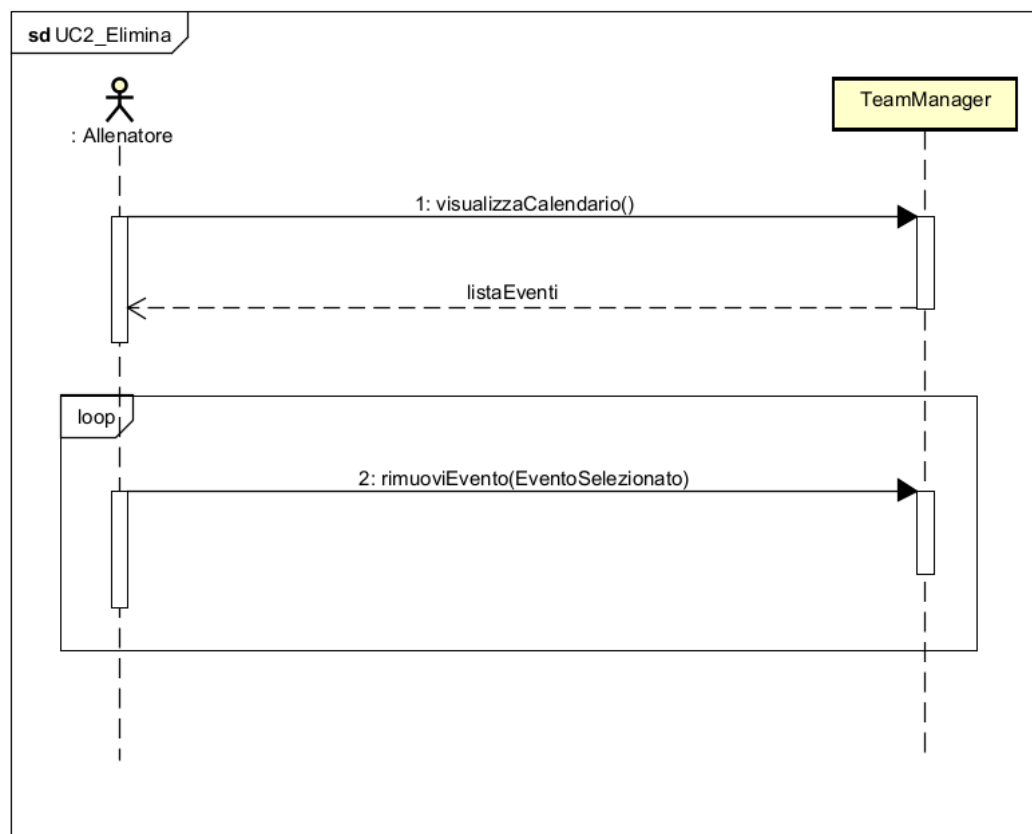 sd UC2_Elimina
: Allenatore
TeamManager
1: visualizzaCalendario()
listaEventi
loop
2: rimuoviEvento(EventoSelezionato)